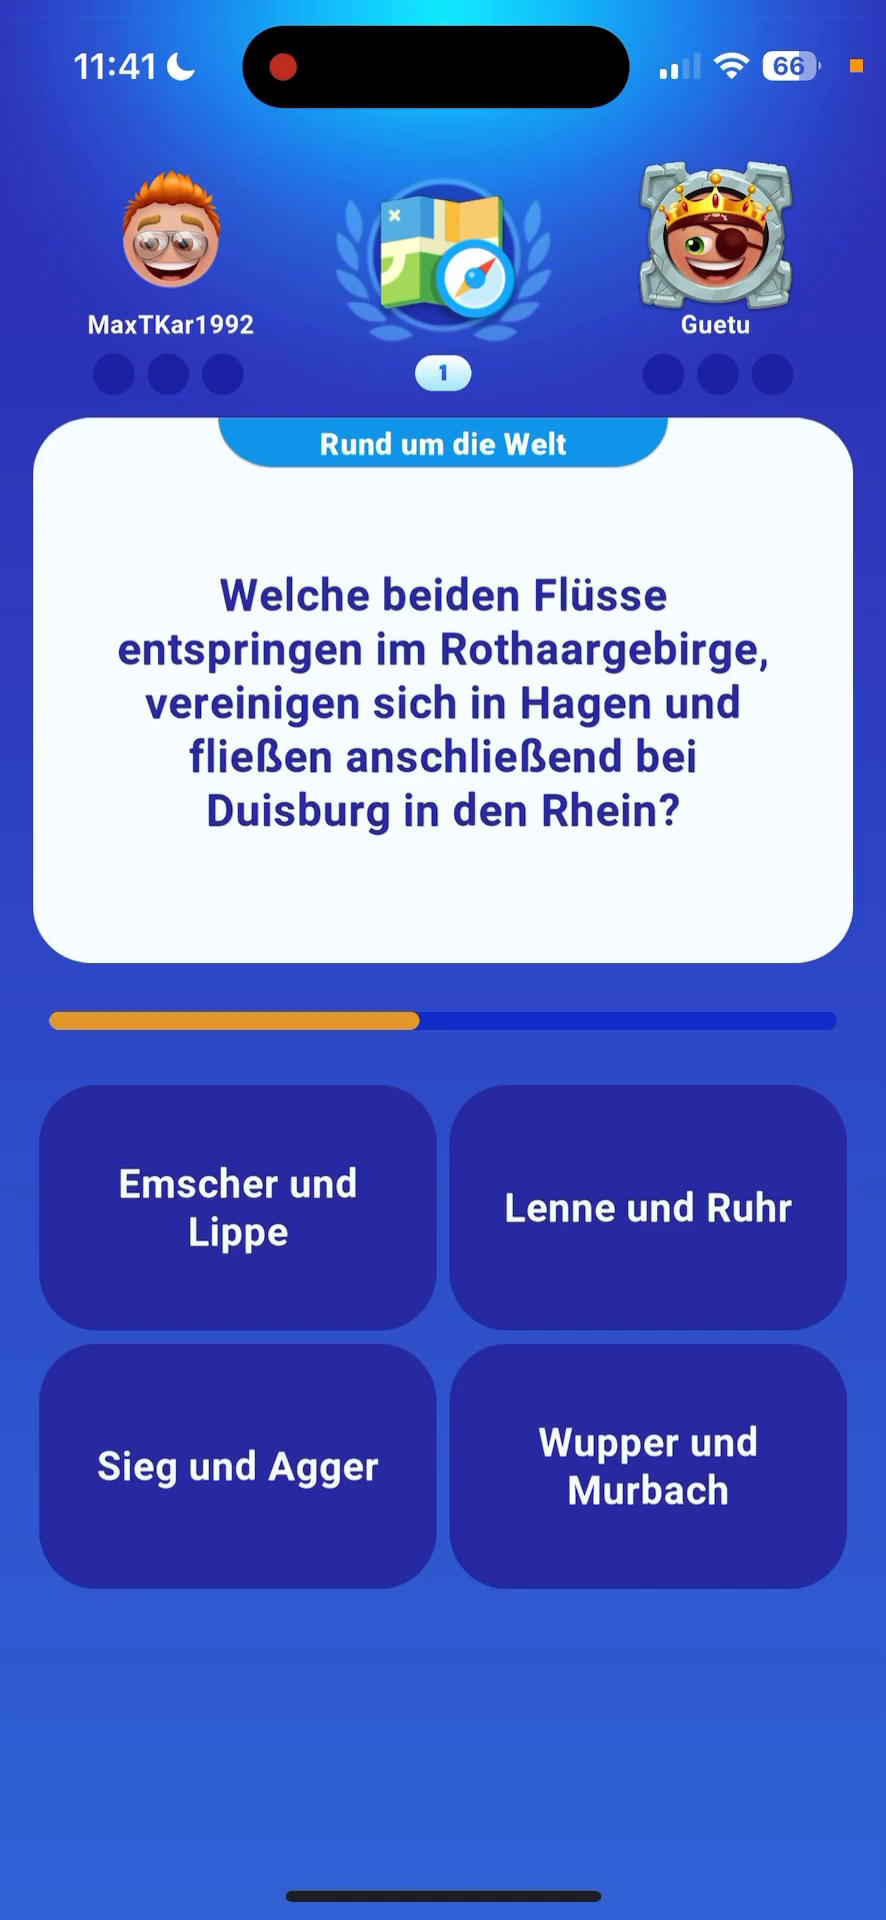 11:41
66
MaxTKar1992
Guetu
1
Rund um die Welt
Welche beiden Flüsse
entspringen im Rothaargebirge,
vereinigen sich in Hagen und
fließen anschließend bei
Duisburg in den Rhein?
Emscher und
Lippe
Lenne und Ruhr
Sieg und Agger
Wupper und
Murbach